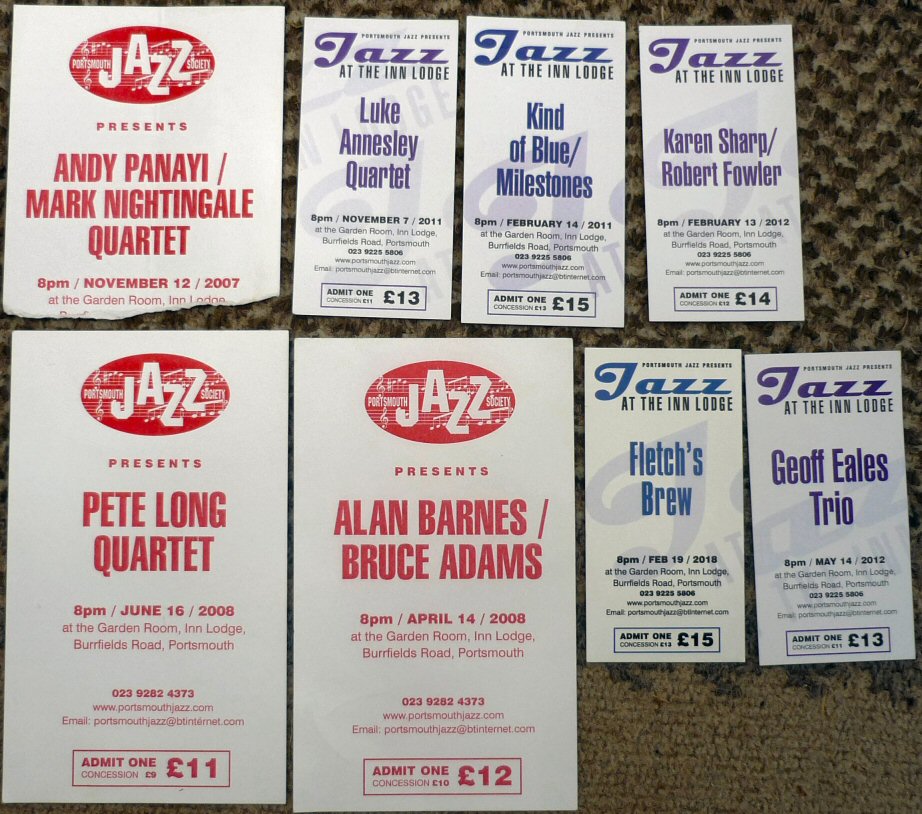 PORTSMOUTH JAZZ SOCIETY
PRESENTS
ANDY PANAYI /
MARK NIGHTINGALE
QUARTET
8pm / NOVEMBER 12 / 2007
at the Garden Room, Inn Lodge,
PORTSMOUTH JAZZ PRESENTS
Jazz
AT THE INN LODGE
Luke
Annesley
Quartet
8pm / NOVEMBER 7 / 2011
at the Garden Room, Inn Lodge,
Burrfields Road, Portsmouth
023 9225 5806
www.portsmouthjazz.com
Email: portsmouthjazz@btinternet.com
ADMIT ONE £13
CONCESSION £11
PORTSMOUTH JAZZ PRESENTS
Jazz
AT THE INN LODGE
Kind
of Blue/
Milestones
8pm / FEBRUARY 14 / 2011
at the Garden Room, Inn Lodge,
Burrfields Road, Portsmouth
023 9225 5806
www.portsmouthjazz.com
Email: portsmouthjazz@btinternet.com
ADMIT ONE £15
CONCESSION £13
PORTSMOUTH JAZZ PRESENTS
Jazz
AT THE INN LODGE
Karen Sharp/
Robert Fowler
8pm / FEBRUARY 13 / 2012
at the Garden Room, Inn Lodge,
Burrfields Road, Portsmouth
023 9225 5806
www.portsmouthjazz.com
Email: portsmouthjazz@btinternet.com
ADMIT ONE £14
CONCESSION £12
PORTSMOUTH JAZZ SOCIETY
PRESENTS
PETE LONG
QUARTET
8pm / JUNE 16 / 2008
at the Garden Room, Inn Lodge,
Burrfields Road, Portsmouth
023 9282 4373
www.portsmouthjazz.com
Email: portsmouthjazz@btinternet.com
ADMIT ONE £11
CONCESSION £9
PORTSMOUTH JAZZ SOCIETY
PRESENTS
ALAN BARNES /
BRUCE ADAMS
8pm / APRIL 14 / 2008
at the Garden Room, Inn Lodge,
Burrfields Road, Portsmouth
023 9282 4373
www.portsmouthjazz.com
Email: portsmouthjazz@btinternet.com
ADMIT ONE £12
CONCESSION £10
PORTSMOUTH JAZZ PRESENTS
Jazz
AT THE INN LODGE
Fletch's
Brew
8pm / FEB 19 / 2018
at the Garden Room, Inn Lodge,
Burrfields Road, Portsmouth
023 9225 5806
www.portsmouthjazz.com
Email: portsmouthjazz@btinternet.com
ADMIT ONE £15
CONCESSION £13
PORTSMOUTH JAZZ PRESENTS
Jazz
AT THE INN LODGE
Geoff Eales
Trio
8pm / MAY 14 / 2012
at the Garden Room, Inn Lodge,
Burrfields Road, Portsmouth
023 9225 5806
www.portsmouthjazz.com
Email: portsmouthjazz@btinternet.com
ADMIT ONE £13
CONCESSION £11